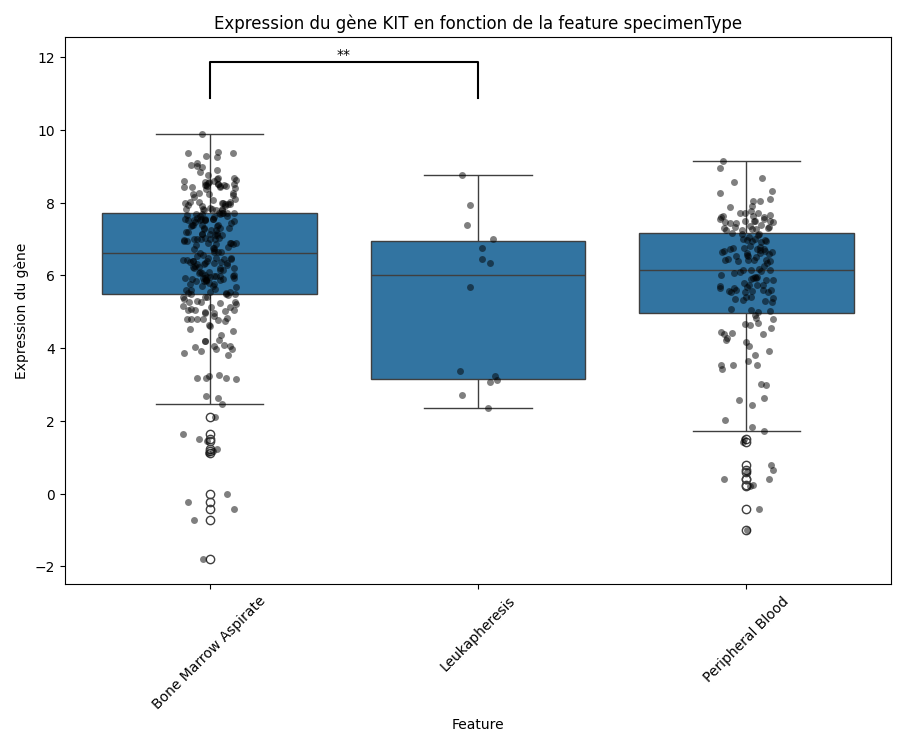 Expression du gène KIT en fonction de la feature specimenType
**
12
10
8
6
4
2
0
−2
Expression du gène
Bone Marrow Aspirate
Leukapheresis
Peripheral Blood
Feature